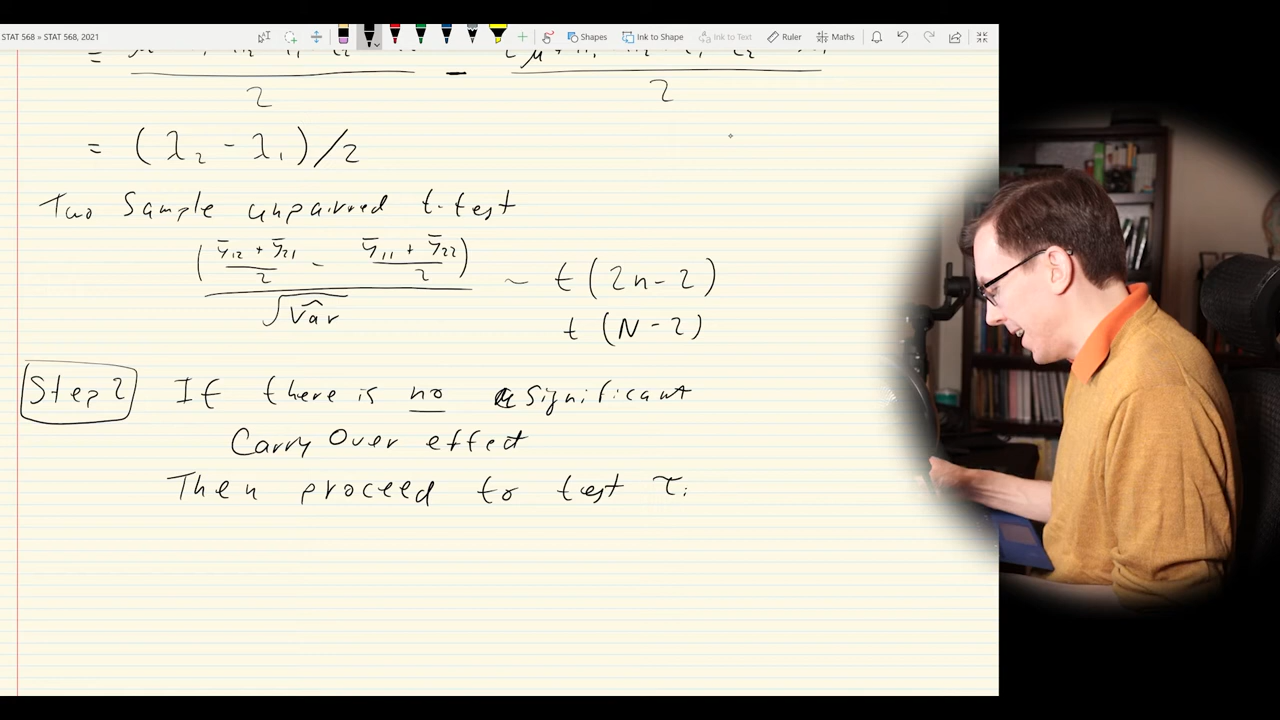 STAT 568 » STAT 568, 2021
Shapes Ink to Shape Ink to Text Ruler Maths
=
2 - 2
= (λ₂ - λ₁)/2
Two Sample unpaired t-test
(ȳ₁₂ + ȳ₂₁)/2 - (ȳ₁₁ + ȳ₂₂)/2 ~ t(2n-2)
√Var̂ t(N-2)
Step 2 If there is no significant
Carry Over effect
Then proceed to test τᵢ